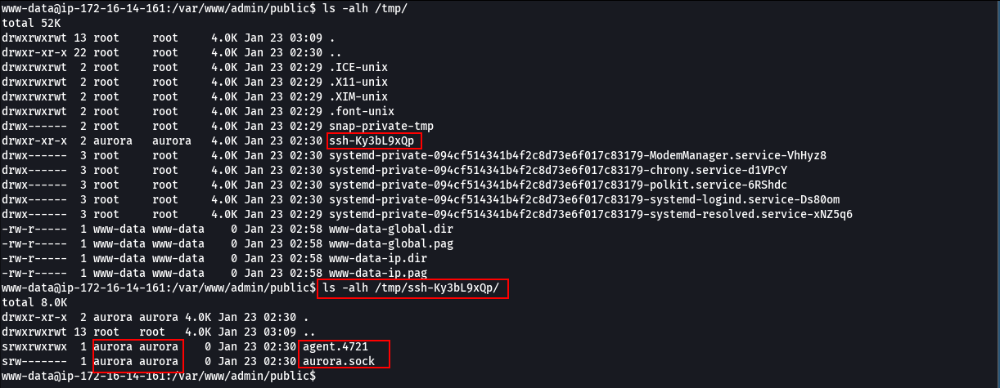 www-data@ip-172-16-14-161:/var/www/admin/public$ ls -alh /tmp/
total 52K
drwxrwxrwt 13 root     root     4.0K Jan 23 03:09 .
drwxr-xr-x 22 root     root     4.0K Jan 23 02:30 ..
drwxrwxrwt  2 root     root     4.0K Jan 23 02:29 .ICE-unix
drwxrwxrwt  2 root     root     4.0K Jan 23 02:29 .X11-unix
drwxrwxrwt  2 root     root     4.0K Jan 23 02:29 .XIM-unix
drwxrwxrwt  2 root     root     4.0K Jan 23 02:29 .font-unix
drwx------  2 root     root     4.0K Jan 23 02:29 snap-private-tmp
drwxr-xr-x  2 aurora   aurora   4.0K Jan 23 02:30 ssh-Ky3bL9xQp
drwx------  3 root     root     4.0K Jan 23 02:30 systemd-private-094cf514341b4f2c8d73e6f017c83179-ModemManager.service-VhHyz8
drwx------  3 root     root     4.0K Jan 23 02:30 systemd-private-094cf514341b4f2c8d73e6f017c83179-chrony.service-d1VPcY
drwx------  3 root     root     4.0K Jan 23 02:30 systemd-private-094cf514341b4f2c8d73e6f017c83179-polkit.service-6RShdc
drwx------  3 root     root     4.0K Jan 23 02:30 systemd-private-094cf514341b4f2c8d73e6f017c83179-systemd-logind.service-Ds80om
drwx------  3 root     root     4.0K Jan 23 02:29 systemd-private-094cf514341b4f2c8d73e6f017c83179-systemd-resolved.service-xNZ5q6
-rw-r-----  1 www-data www-data    0 Jan 23 02:58 www-data-global.dir
-rw-r-----  1 www-data www-data    0 Jan 23 02:58 www-data-global.pag
-rw-r-----  1 www-data www-data    0 Jan 23 02:58 www-data-ip.dir
-rw-r-----  1 www-data www-data    0 Jan 23 02:58 www-data-ip.pag
www-data@ip-172-16-14-161:/var/www/admin/public$ ls -alh /tmp/ssh-Ky3bL9xQp/
total 8.0K
drwxr-xr-x  2 aurora aurora 4.0K Jan 23 02:30 .
drwxrwxrwt 13 root   root   4.0K Jan 23 03:09 ..
srwxrwxrwx  1 aurora aurora    0 Jan 23 02:30 agent.4721
srw-------  1 aurora aurora    0 Jan 23 02:30 aurora.sock
www-data@ip-172-16-14-161:/var/www/admin/public$